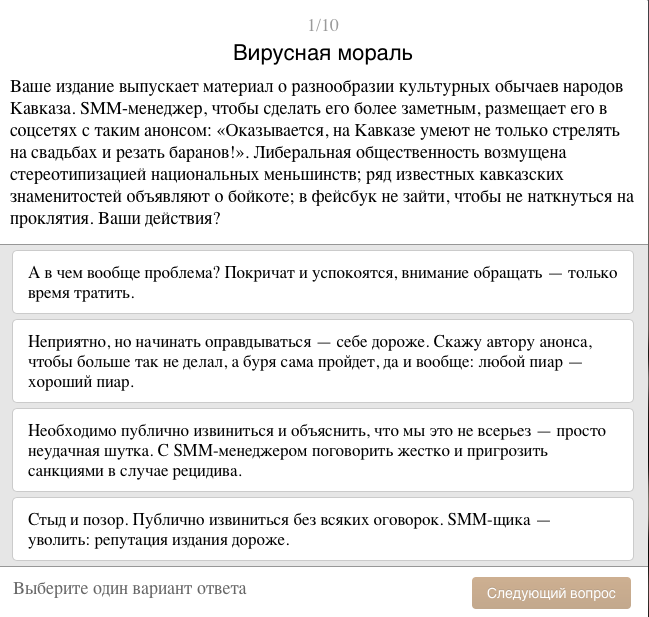 1/10
Вирусная мораль
Ваше издание выпускает материал о разнообразии культурных обычаев народов
Кавказа. SMM-менеджер, чтобы сделать его более заметным, размещает его в
соцсетях с таким анонсом: «Оказывается, на Кавказе умеют не только стрелять
на свадьбах и резать баранов!». Либеральная общественность возмущена
стереотипизацией национальных меньшинств; ряд известных кавказских
знаменитостей объявляют о бойкоте; в фейсбук не зайти, чтобы не наткнуться на
проклятия. Ваши действия?
А в чем вообще проблема? Покричат и успокоятся, внимание обращать — только
время тратить.
Неприятно, но начинать оправдываться — себе дороже. Скажу автору анонса,
чтобы больше так не делал, а буря сама пройдет, да и вообще: любой пиар —
хороший пиар.
Необходимо публично извиниться и объяснить, что мы это не всерьез — просто
неудачная шутка. С SMM-менеджером поговорить жестко и пригрозить
санкциями в случае рецидива.
Стыд и позор. Публично извиниться без всяких оговорок. SMM-щика —
уволить: репутация издания дороже.
Выберите один вариант ответа
Следующий вопрос